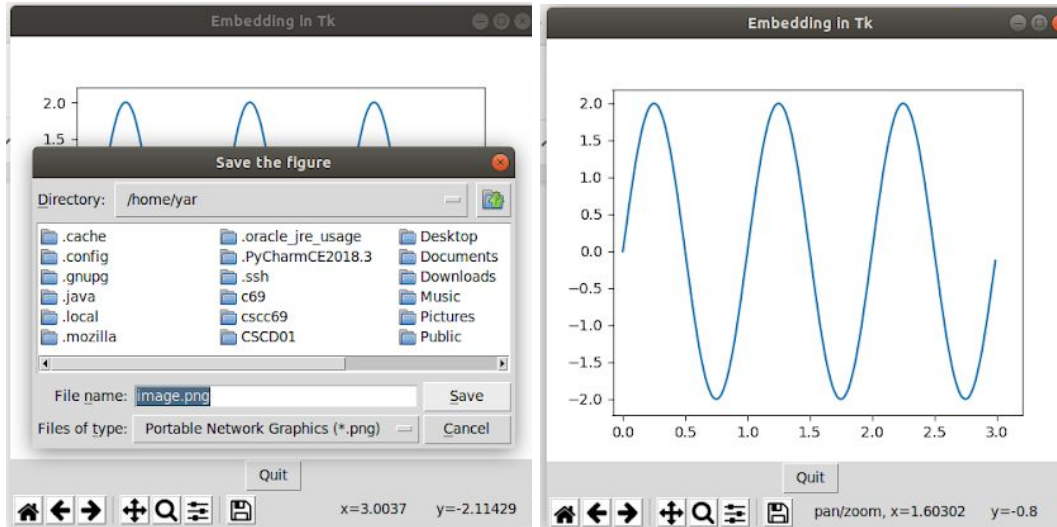 Embedding in Tk
2.0
1.5
Save the figure
Directory: /home/yar
.cache .oracle_jre_usage Desktop
.config .PyCharmCE2018.3 Documents
.gnupg .ssh Downloads
.java c69 Music
.local cscc69 Pictures
.mozilla CSCD01 Public
File name: image.png Save
Files of type: Portable Network Graphics (*.png) Cancel
Quit
x=3.0037 y=-2.11429
Embedding in Tk
2.0
1.5
1.0
0.5
0.0
−0.5
−1.0
−1.5
−2.0
0.0 0.5 1.0 1.5 2.0 2.5 3.0
Quit
pan/zoom, x=1.60302 y=-0.8